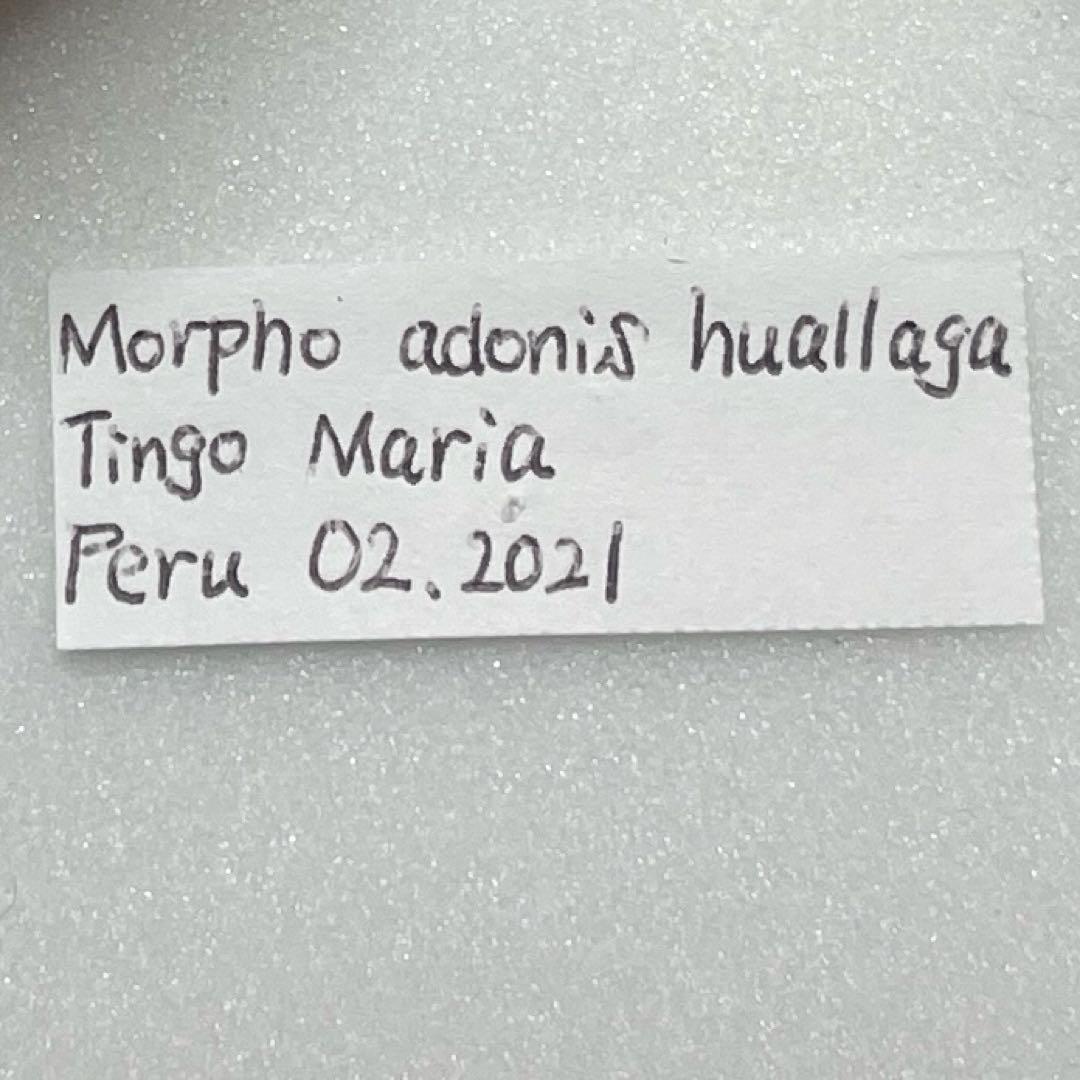 Morpho adonis huallaga
Tingo Maria
Peru 02.2021